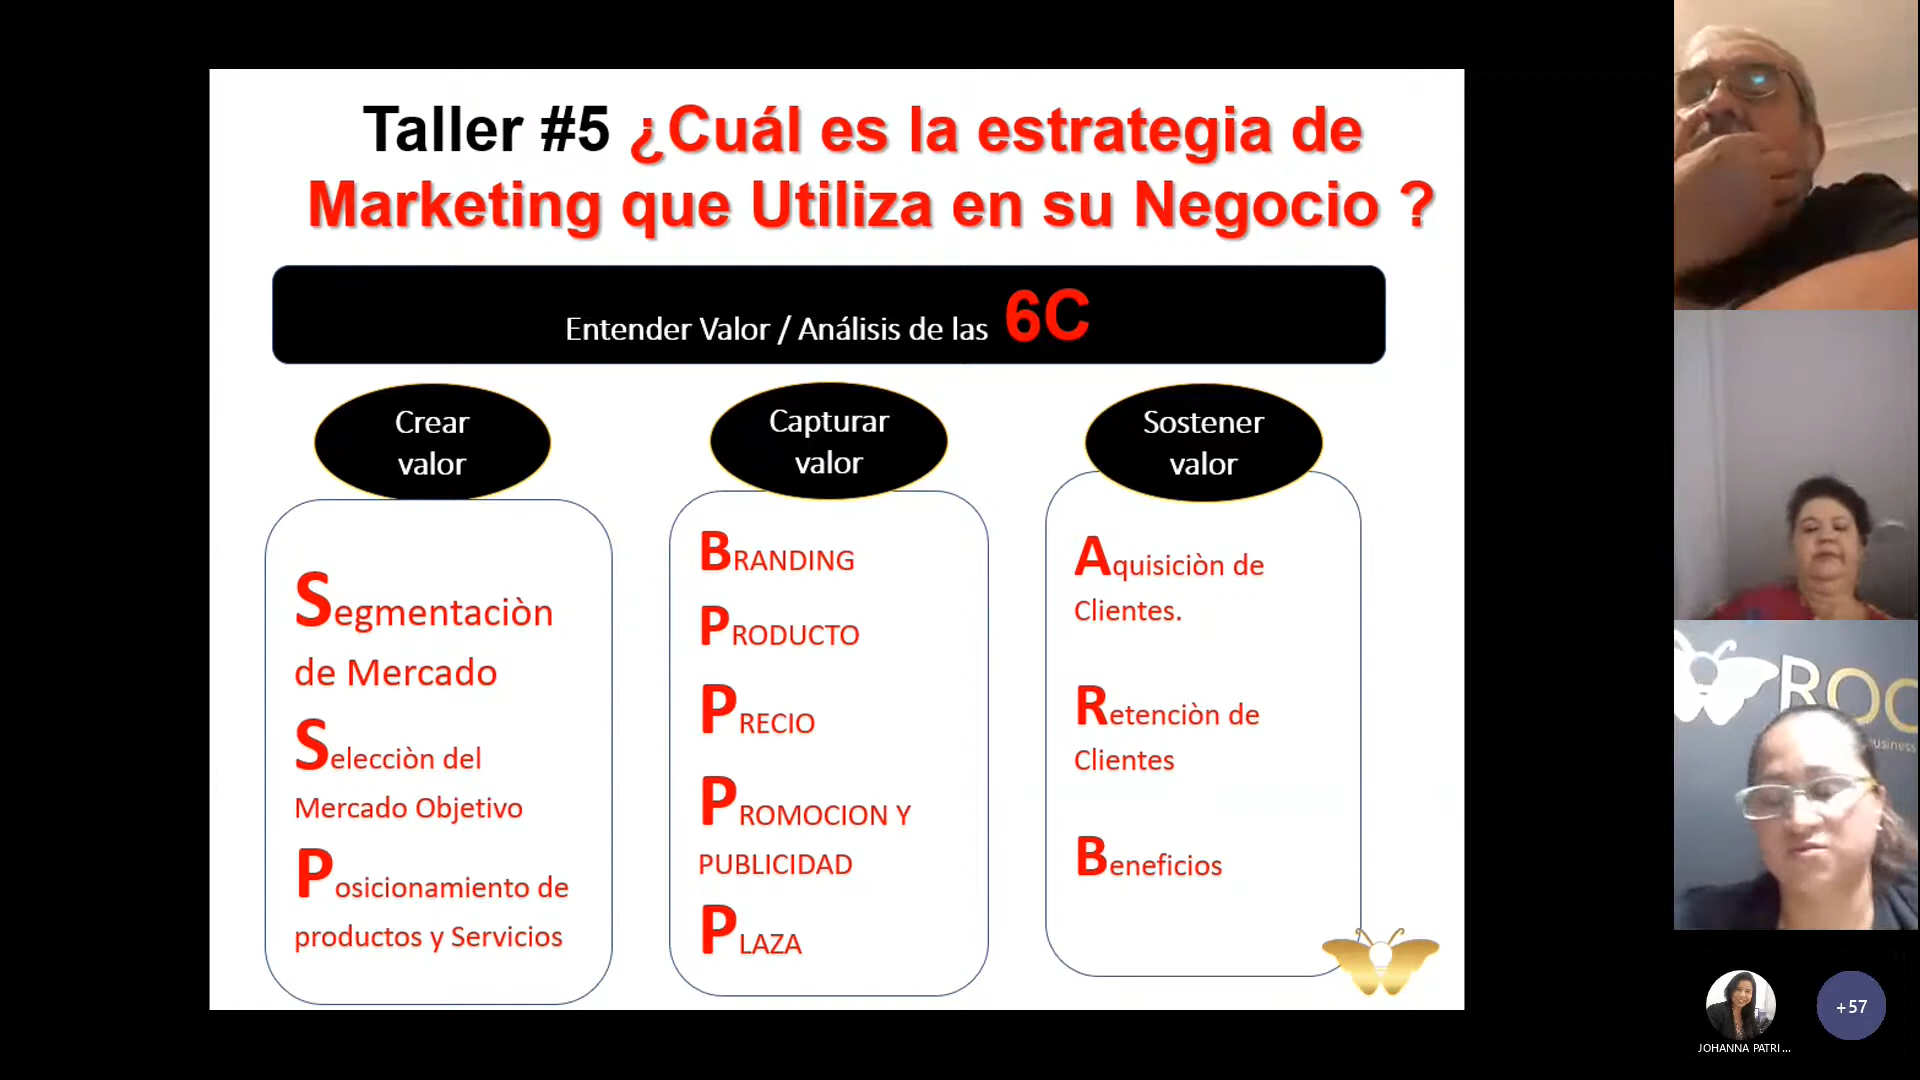 Taller #5 ¿Cuál es la estrategia de
Marketing que Utiliza en su Negocio ?
Entender Valor / Análisis de las 6C
Crear
valor
Segmentaciòn
de Mercado
Selecciòn del
Mercado Objetivo
Posicionamiento de
productos y Servicios
Capturar
valor
BRANDING
PRODUCTO
PRECIO
PROMOCION Y
PUBLICIDAD
PLAZA
Sostener
valor
Aquisiciòn de
Clientes.
Retenciòn de
Clientes
Beneficios
ROC
usiness
JOHANNA PATRI...
+57